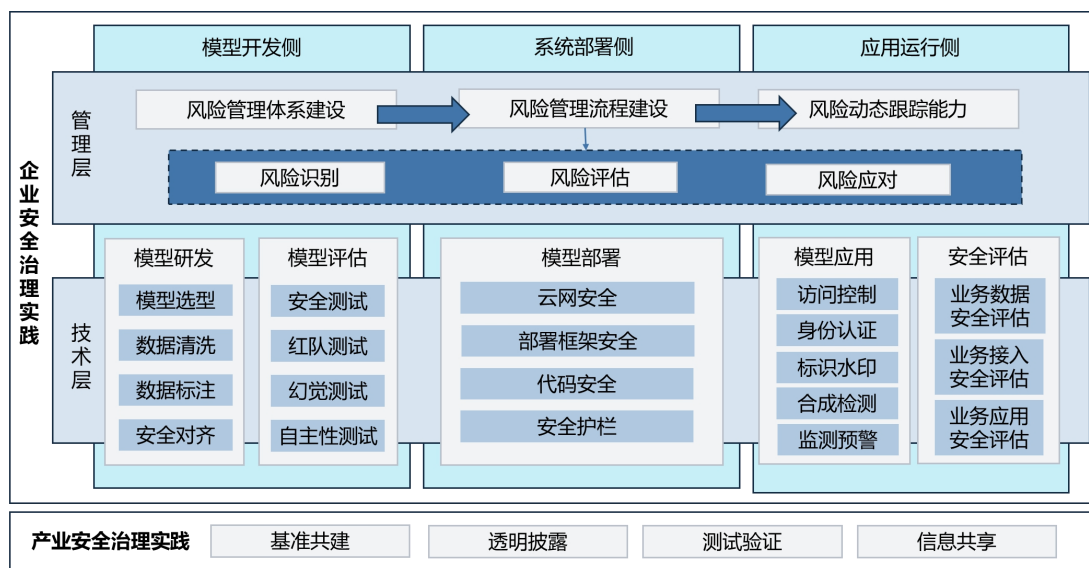 模型开发侧
系统部署侧
应用运行侧
企业安全治理实践
管理层
风险管理体系建设
风险管理流程建设
风险动态跟踪能力
风险识别
风险评估
风险应对
技术层
模型研发
模型选型
数据清洗
数据标注
安全对齐
模型评估
安全测试
红队测试
幻觉测试
自主性测试
模型部署
云网安全
部署框架安全
代码安全
安全护栏
模型应用
访问控制
身份认证
标识水印
合成检测
监测预警
安全评估
业务数据
安全评估
业务接入
安全评估
业务应用
安全评估
产业安全治理实践
基准共建
透明披露
测试验证
信息共享